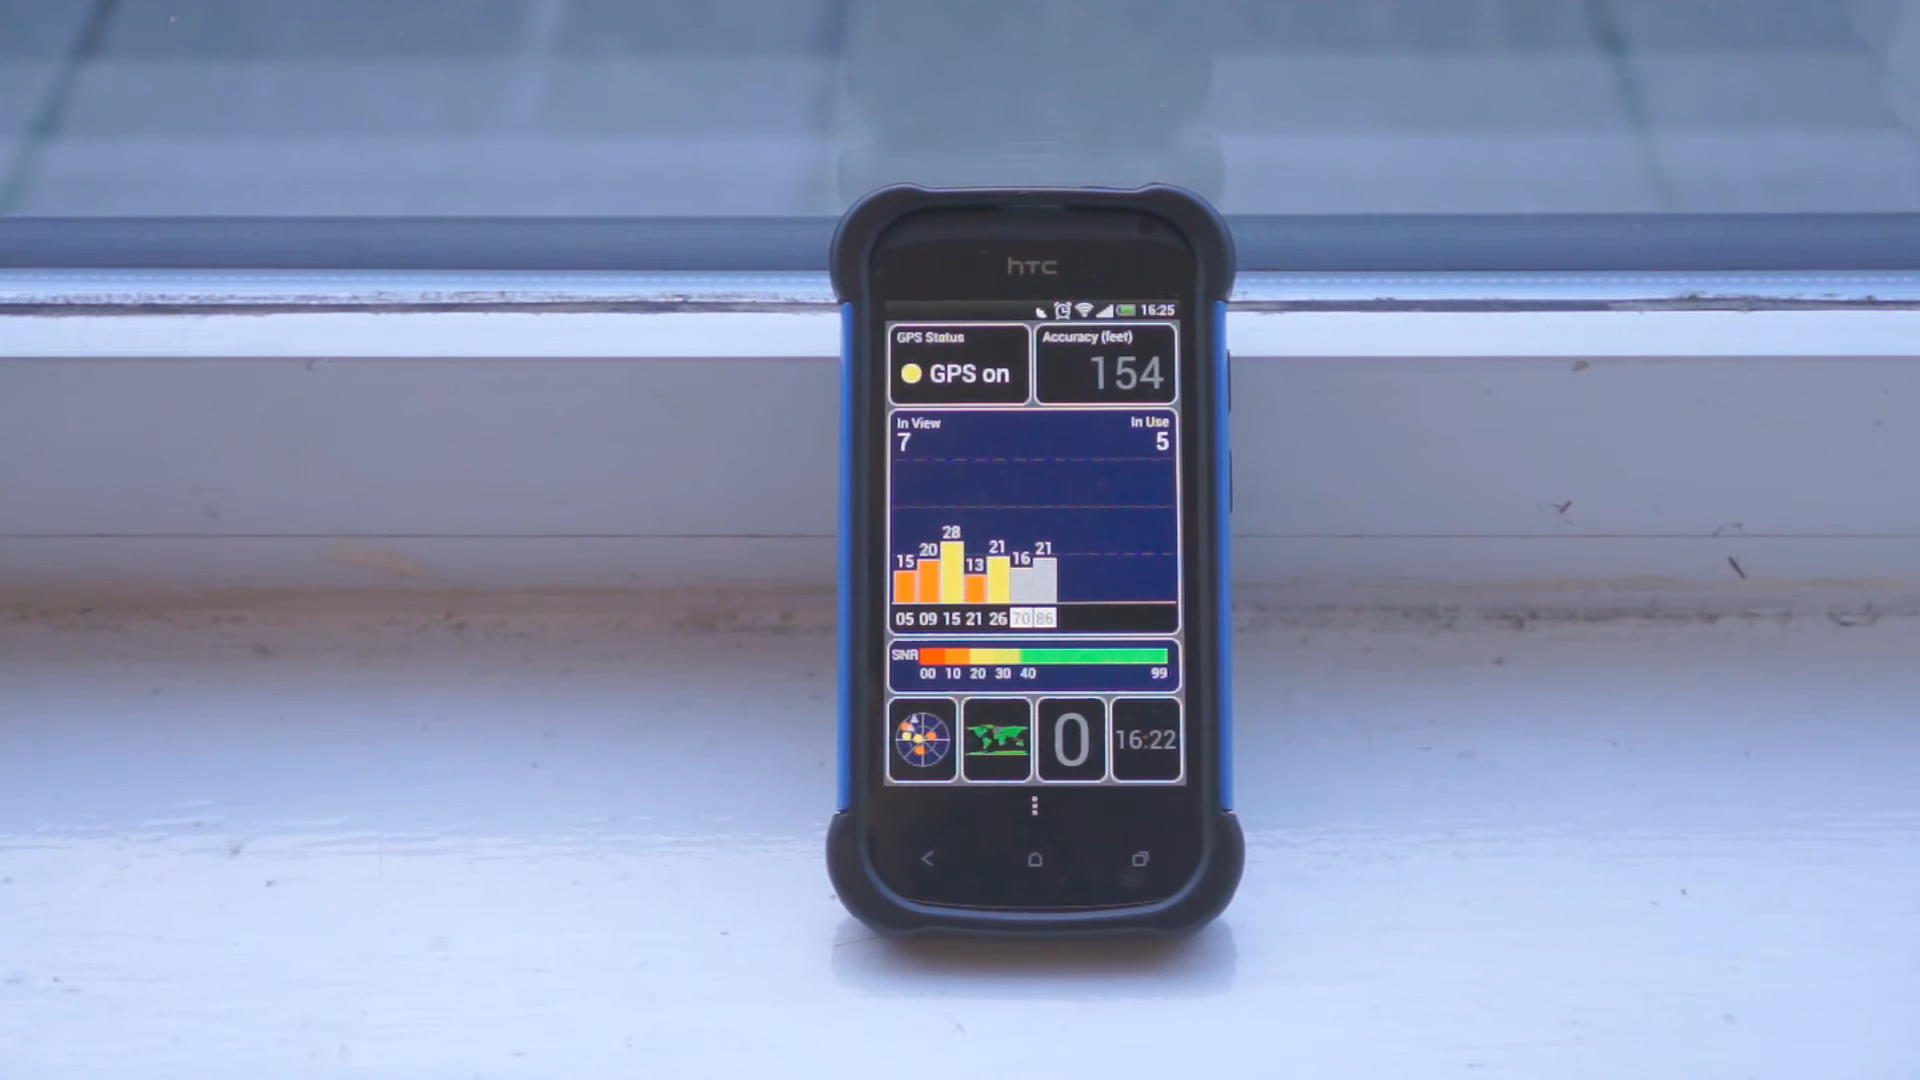 hTC
16:25
GPS Status
GPS on
Accuracy (feet)
154
In View
7
In Use
5
15 20 28 13 21 16 21
05 09 15 21 26 70 86
SNR
00 10 20 30 40 99
0
16:22